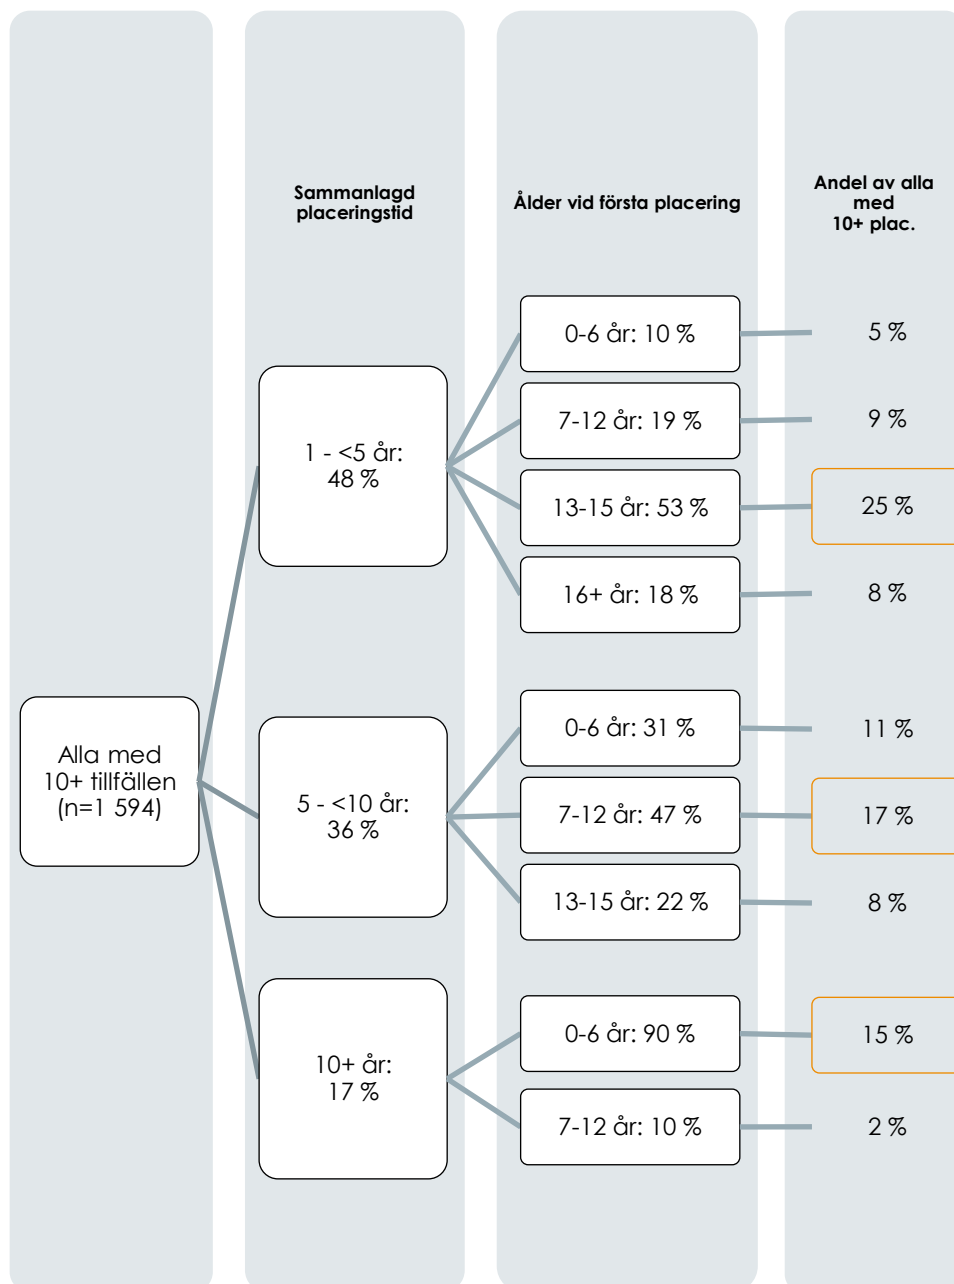 Sammanlagd
placeringstid
Ålder vid första placering
Andel av alla
med
10+ plac.
Alla med
10+ tillfällen
(n=1 594)
1 - <5 år:
48 %
0-6 år: 10 %
5 %
7-12 år: 19 %
9 %
13-15 år: 53 %
25 %
16+ år: 18 %
8 %
5 - <10 år:
36 %
0-6 år: 31 %
11 %
7-12 år: 47 %
17 %
13-15 år: 22 %
8 %
10+ år:
17 %
0-6 år: 90 %
15 %
7-12 år: 10 %
2 %